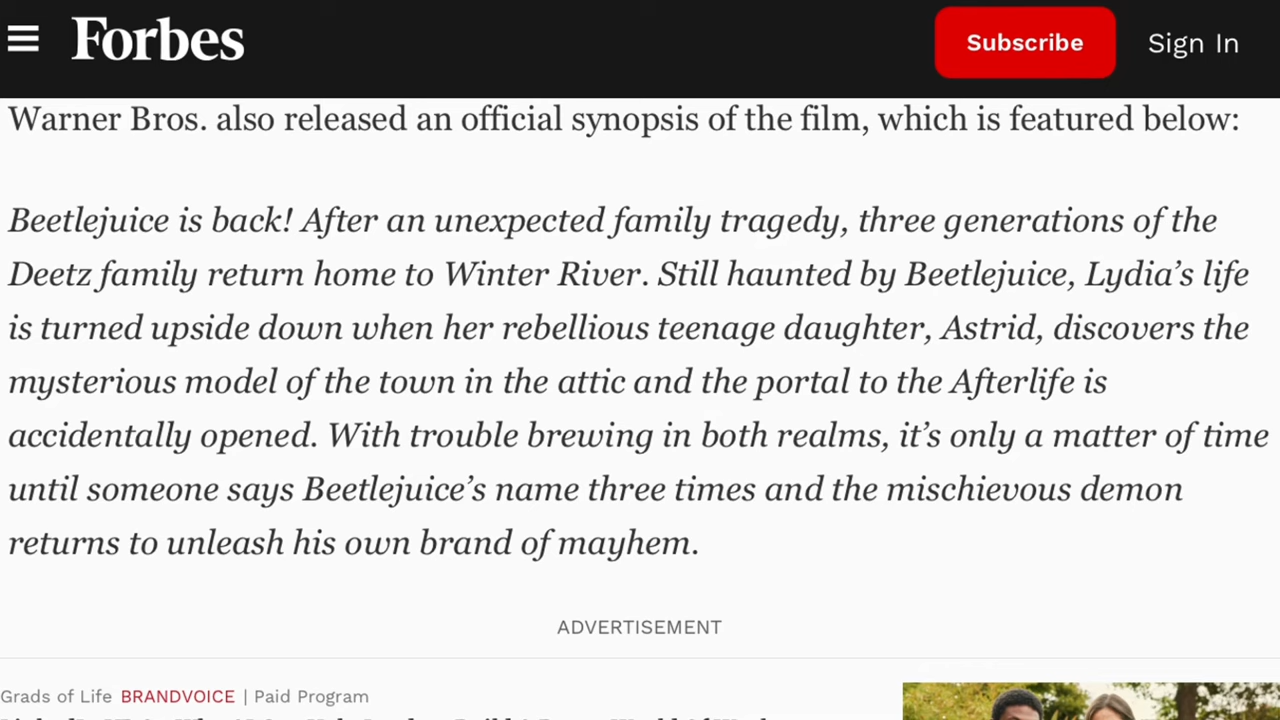 Forbes
Subscribe
Sign In
Warner Bros. also released an official synopsis of the film, which is featured below:
Beetlejuice is back! After an unexpected family tragedy, three generations of the
Deetz family return home to Winter River. Still haunted by Beetlejuice, Lydia’s life
is turned upside down when her rebellious teenage daughter, Astrid, discovers the
mysterious model of the town in the attic and the portal to the Afterlife is
accidentally opened. With trouble brewing in both realms, it’s only a matter of time
until someone says Beetlejuice’s name three times and the mischievous demon
returns to unleash his own brand of mayhem.
ADVERTISEMENT
Grads of Life BRANDVOICE | Paid Program